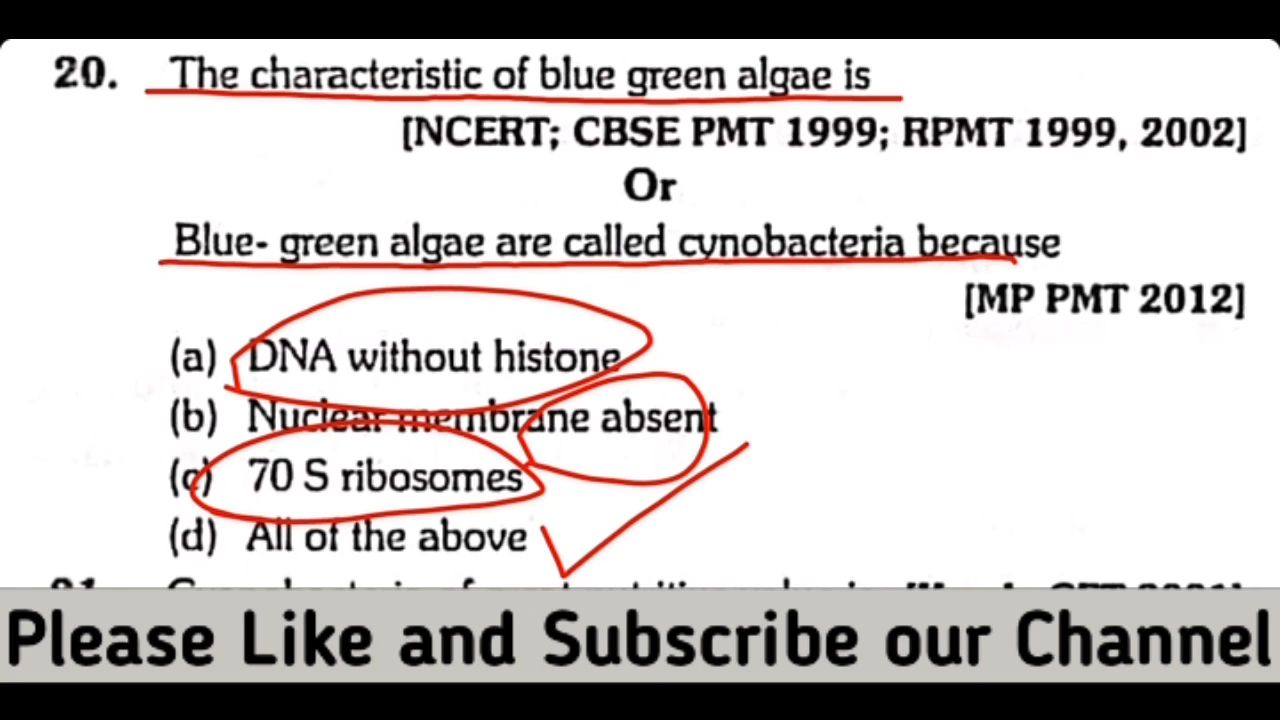 20. The characteristic of blue green algae is
[NCERT; CBSE PMT 1999; RPMT 1999, 2002]
Or
Blue- green algae are called cynobacteria because
[MP PMT 2012]
(a) DNA without histone
(b) Nuclear membrane absent
(c) 70 S ribosomes
(d) All of the above
Please Like and Subscribe our Channel